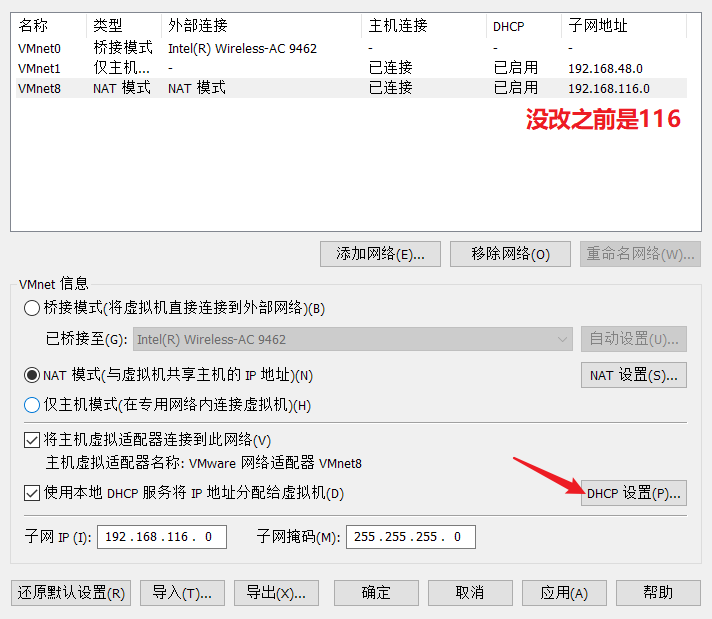 名称 类型 外部连接 主机连接 DHCP 子网地址
VMnet0 桥接模式 Intel(R) Wireless-AC 9462 - - -
VMnet1 仅主机... - 已连接 已启用 192.168.48.0
VMnet8 NAT 模式 NAT 模式 已连接 已启用 192.168.116.0
没改之前是116
添加网络(E)... 移除网络(O) 重命名网络(W)...
VMnet 信息
桥接模式(将虚拟机直接连接到外部网络)(B)
已桥接至(G): Intel(R) Wireless-AC 9462 自动设置(U)...
NAT 模式(与虚拟机共享主机的 IP 地址)(N) NAT 设置(S)...
仅主机模式(在专用网络内连接虚拟机)(H)
将主机虚拟适配器连接到此网络(V)
主机虚拟适配器名称: VMware 网络适配器 VMnet8
使用本地 DHCP 服务将 IP 地址分配给虚拟机(D) DHCP 设置(P)...
子网 IP (I): 192.168.116. 0 子网掩码(M): 255.255.255. 0
还原默认设置(R) 导入(T)... 导出(X)... 确定 取消 应用(A) 帮助